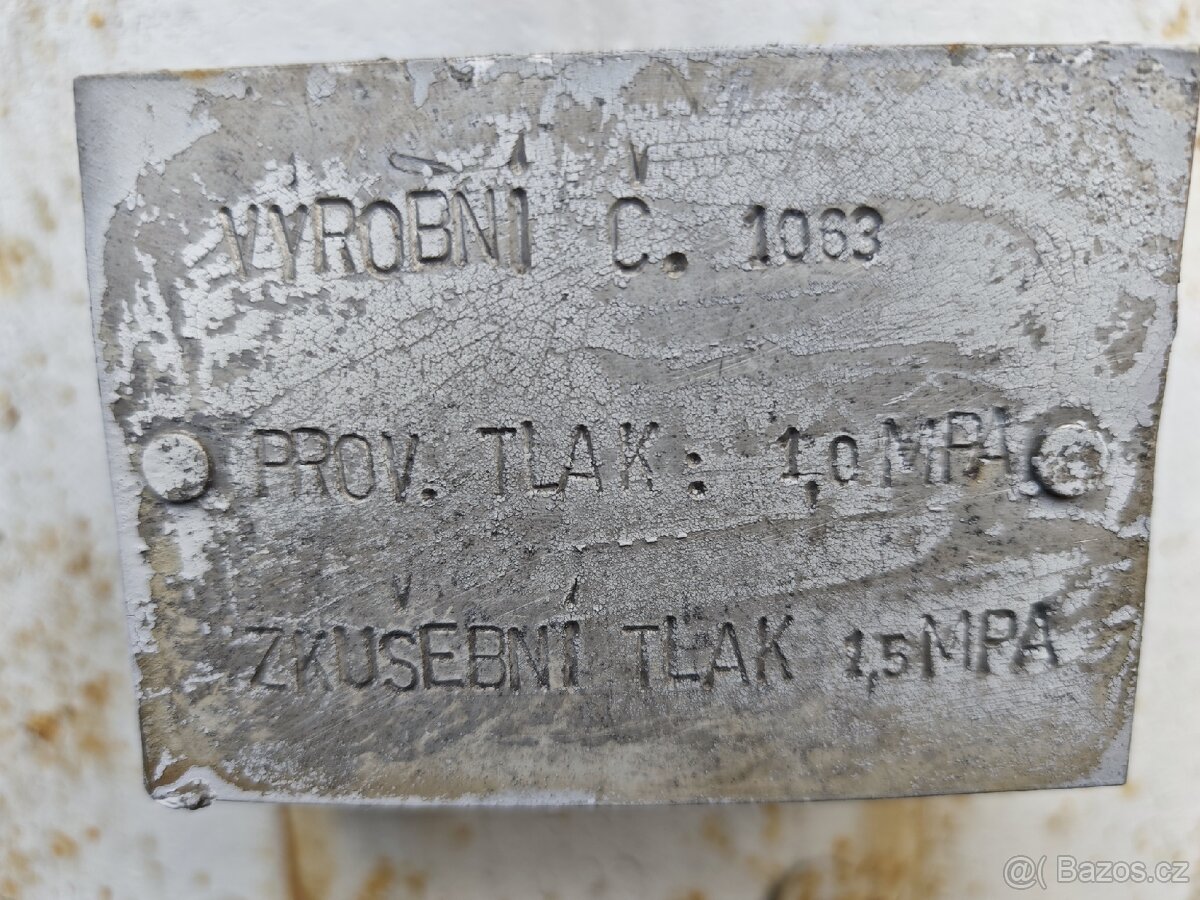 VÝROBNÍ Č. 1063
PROV. TLAK: 1,0 MPA
ZKUŠEBNÍ TLAK 1,5 MPA
@( Bazos.cz